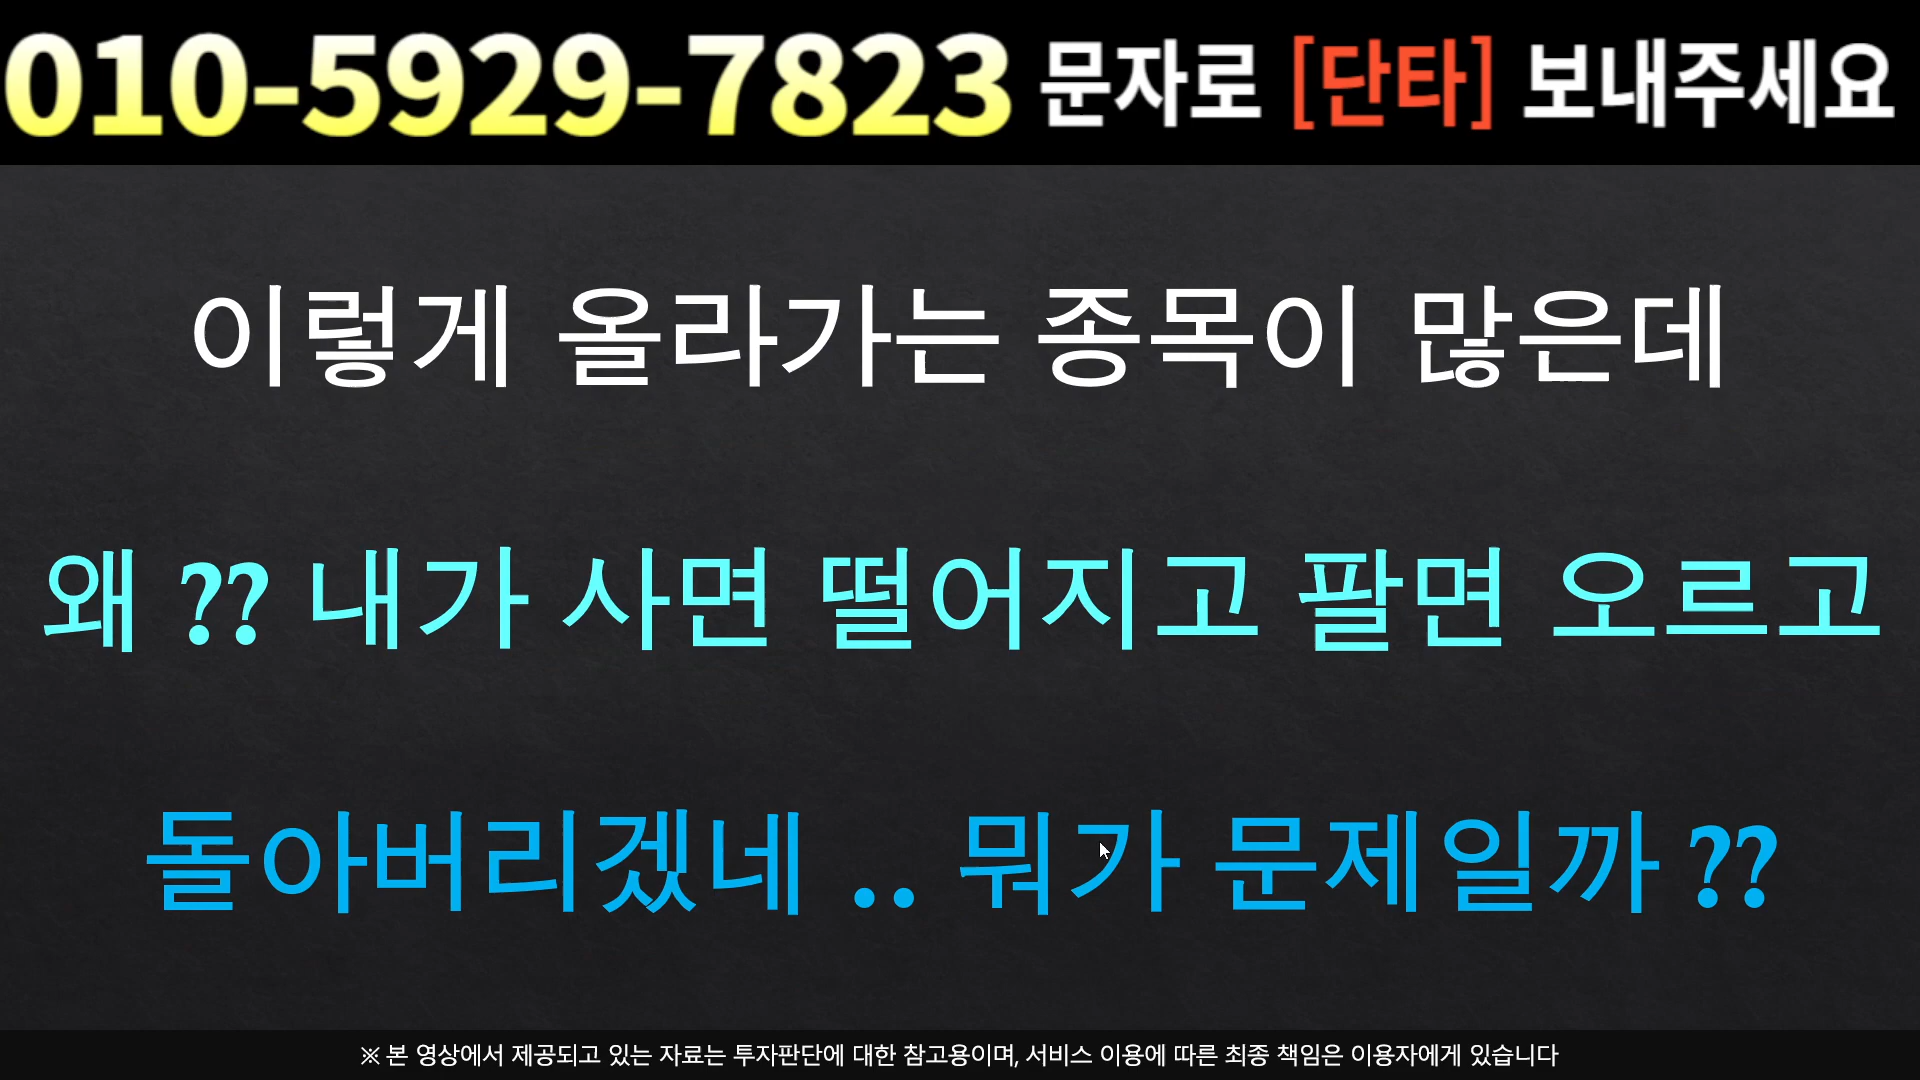 010-5929-7823 문자로 [단타] 보내주세요
이렇게 올라가는 종목이 많은데
왜 ?? 내가 사면 떨어지고 팔면 오르고
돌아버리겠네 .. 뭐가 문제일까 ??
※ 본 영상에서 제공되고 있는 자료는 투자판단에 대한 참고용이며, 서비스 이용에 따른 최종 책임은 이용자에게 있습니다